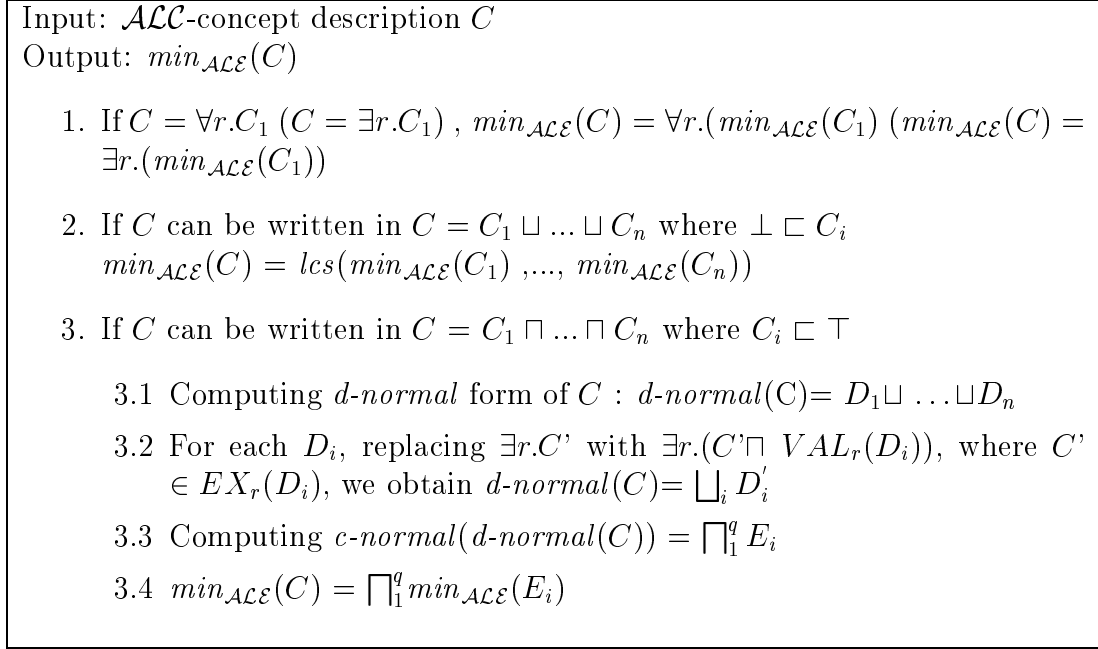 Input: 𝒜ℒ𝒞-concept description C
Output: min_𝒜ℒℰ(C)
1. If C = ∀r.C₁ (C = ∃r.C₁) , min_𝒜ℒℰ(C) = ∀r.(min_𝒜ℒℰ(C₁) (min_𝒜ℒℰ(C) =
∃r.(min_𝒜ℒℰ(C₁))
2. If C can be written in C = C₁ ⊔ ... ⊔ Cₙ where ⊥ ⊏ Cᵢ
min_𝒜ℒℰ(C) = lcs(min_𝒜ℒℰ(C₁) ,..., min_𝒜ℒℰ(Cₙ))
3. If C can be written in C = C₁ ⊓ ... ⊓ Cₙ where Cᵢ ⊏ ⊤
3.1 Computing d-normal form of C : d-normal(C)= D₁⊔ ...⊔Dₙ
3.2 For each Dᵢ, replacing ∃r.C' with ∃r.(C'⊓ VALᵣ(Dᵢ)), where C'
∈ EXᵣ(Dᵢ), we obtain d-normal(C)= ⨆ᵢ Dᵢ′
3.3 Computing c-normal(d-normal(C)) = ⨅₁^q Eᵢ
3.4 min_𝒜ℒℰ(C) = ⨅₁^q min_𝒜ℒℰ(Eᵢ)